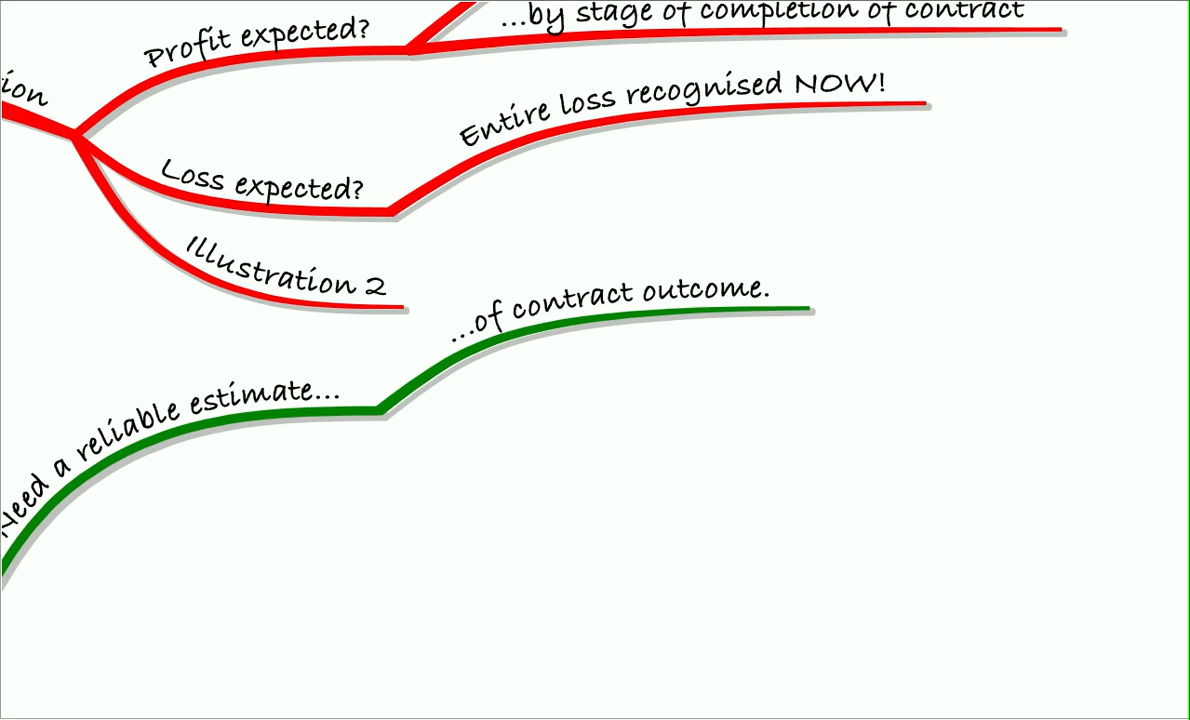 ...by stage of completion of contract
Profit expected?
ion
Entire loss recognised NOW!
Loss expected?
Illustration 2
...of contract outcome.
Need a reliable estimate...